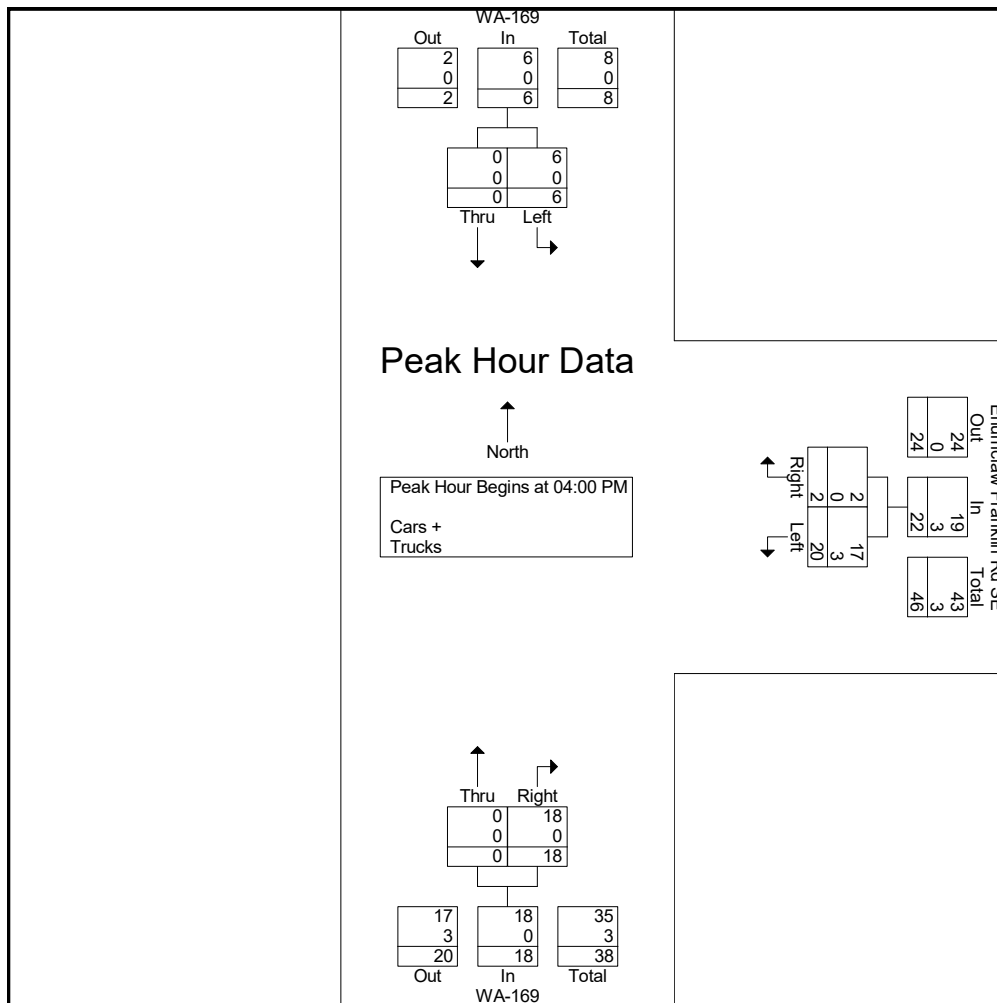 WA-169
Out In Total
2 6 8
0 0 0
2 6 8
0 6
0 0
0 6
Thru Left
Peak Hour Data
North
Peak Hour Begins at 04:00 PM
Cars +
Trucks
Rd SE
Out In Total
24 19 43
0 3 3
24 22 46
2 17
0 3
2 20
Right Left
Thru Right
0 18
0 0
0 18
17 18 35
3 0 3
20 18 38
Out In Total
WA-169